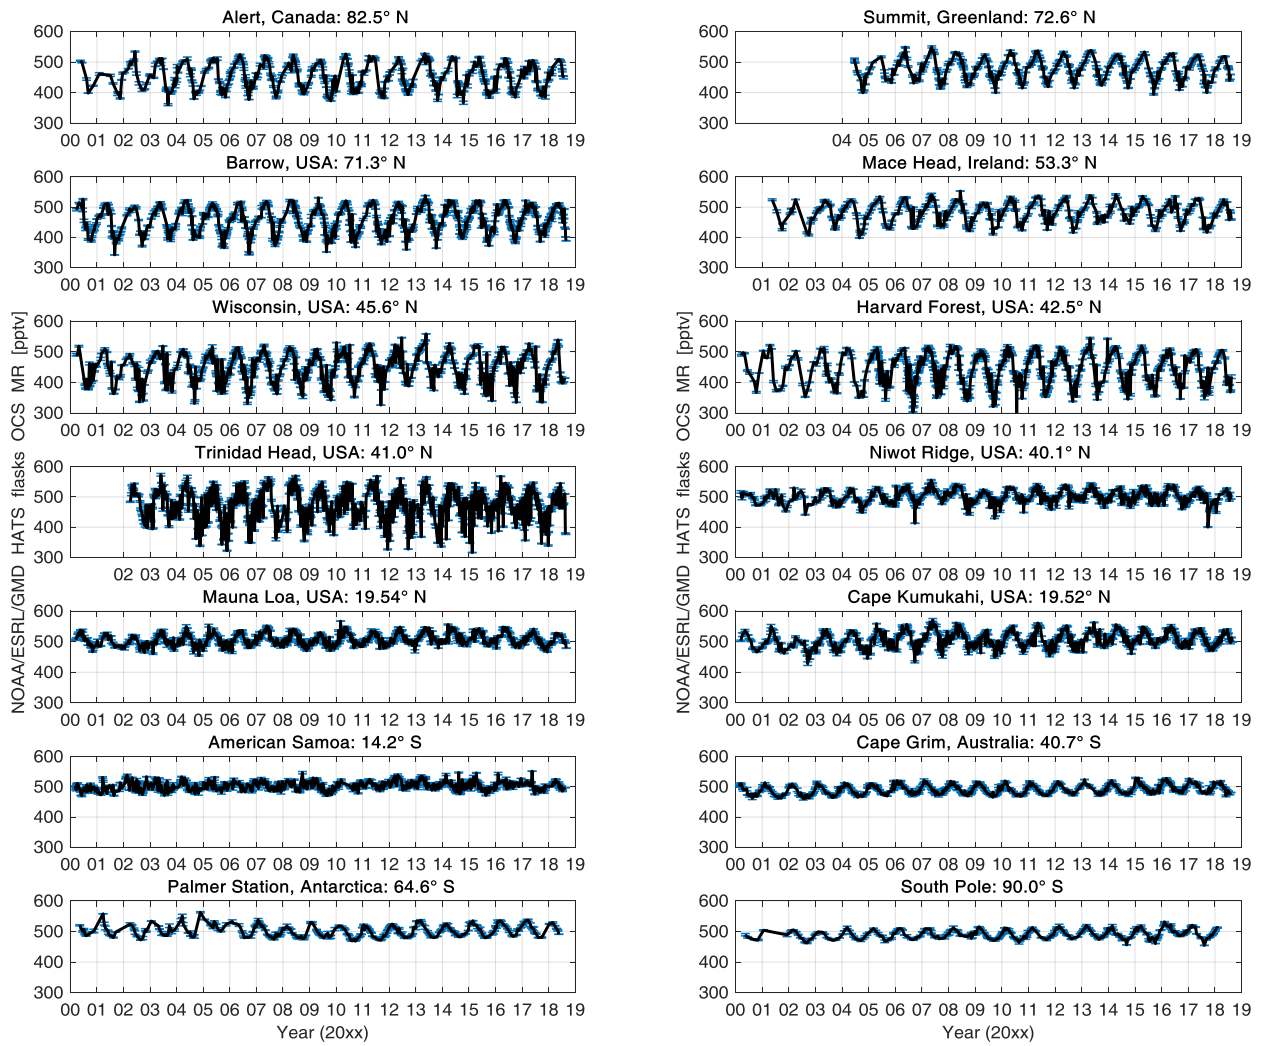 Alert, Canada: 82.5° N
600
500
400
300
00 01 02 03 04 05 06 07 08 09 10 11 12 13 14 15 16 17 18 19
Summit, Greenland: 72.6° N
600
500
400
300
04 05 06 07 08 09 10 11 12 13 14 15 16 17 18 19
Barrow, USA: 71.3° N
600
500
400
300
00 01 02 03 04 05 06 07 08 09 10 11 12 13 14 15 16 17 18 19
Mace Head, Ireland: 53.3° N
600
500
400
300
01 02 03 04 05 06 07 08 09 10 11 12 13 14 15 16 17 18 19
NOAA/ESRL/GMD HATS flasks OCS MR [pptv]
Wisconsin, USA: 45.6° N
600
500
400
300
00 01 02 03 04 05 06 07 08 09 10 11 12 13 14 15 16 17 18 19
NOAA/ESRL/GMD HATS flasks OCS MR [pptv]
Harvard Forest, USA: 42.5° N
600
500
400
300
00 01 02 03 04 05 06 07 08 09 10 11 12 13 14 15 16 17 18 19
Trinidad Head, USA: 41.0° N
600
500
400
300
02 03 04 05 06 07 08 09 10 11 12 13 14 15 16 17 18 19
Niwot Ridge, USA: 40.1° N
600
500
400
300
00 01 02 03 04 05 06 07 08 09 10 11 12 13 14 15 16 17 18 19
Mauna Loa, USA: 19.54° N
600
500
400
300
00 01 02 03 04 05 06 07 08 09 10 11 12 13 14 15 16 17 18 19
Cape Kumukahi, USA: 19.52° N
600
500
400
300
00 01 02 03 04 05 06 07 08 09 10 11 12 13 14 15 16 17 18 19
American Samoa: 14.2° S
600
500
400
300
00 01 02 03 04 05 06 07 08 09 10 11 12 13 14 15 16 17 18 19
Cape Grim, Australia: 40.7° S
600
500
400
300
00 01 02 03 04 05 06 07 08 09 10 11 12 13 14 15 16 17 18 19
Palmer Station, Antarctica: 64.6° S
600
500
400
300
00 01 02 03 04 05 06 07 08 09 10 11 12 13 14 15 16 17 18 19
Year (20xx)
South Pole: 90.0° S
600
500
400
300
00 01 02 03 04 05 06 07 08 09 10 11 12 13 14 15 16 17 18 19
Year (20xx)